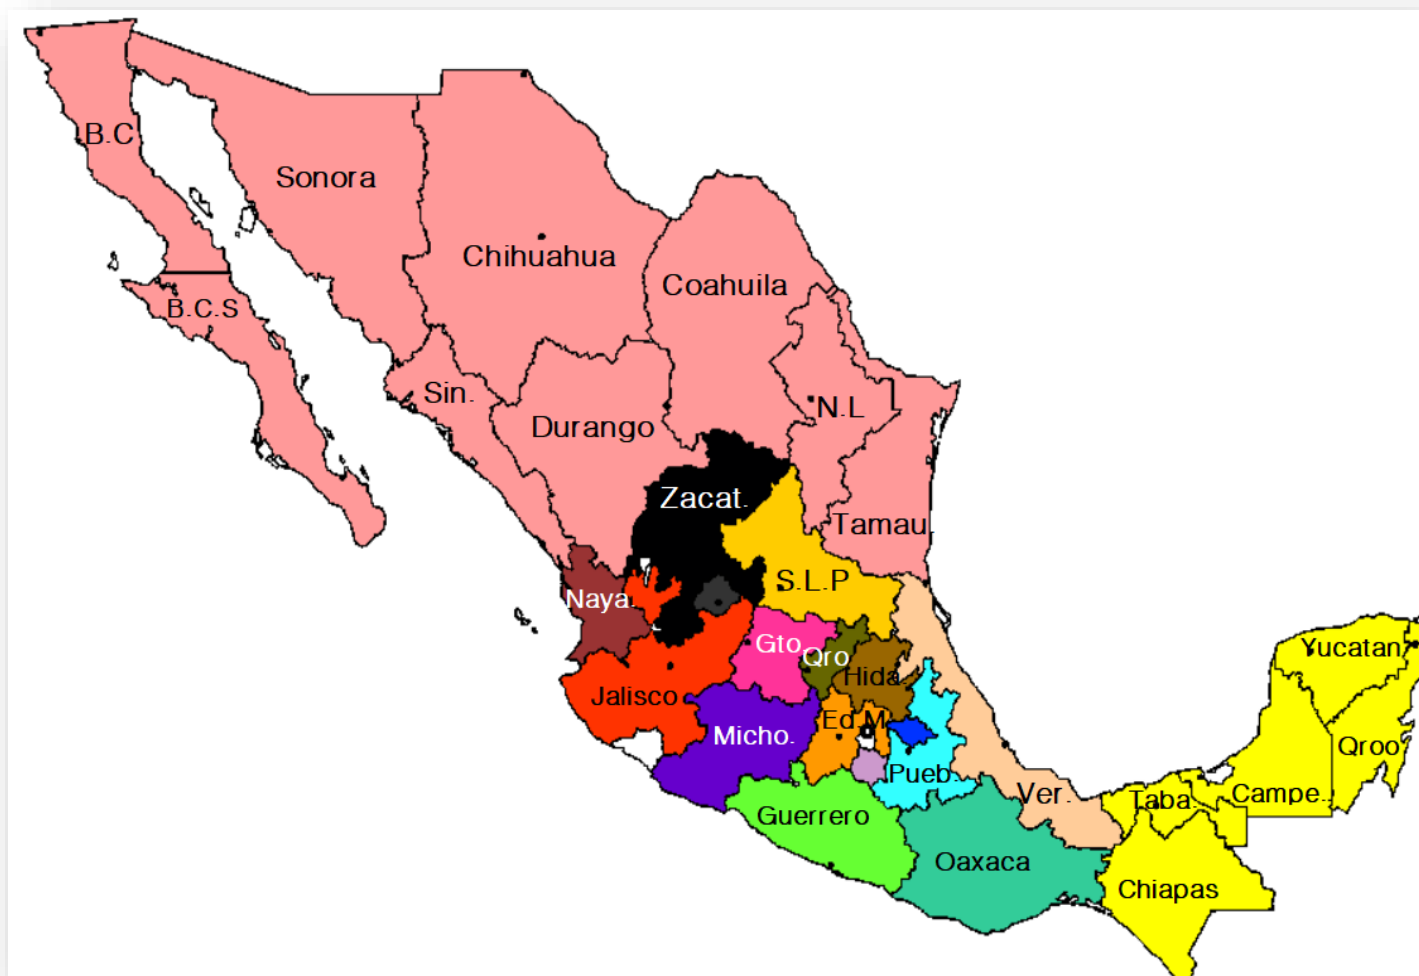 B.C
Sonora
Chihuahua
Coahuila
B.C.S
Sin.
N.L
Durango
Zacat.
Tamau.
S.L.P
Naya.
Gto
Qro
Yucatan
Hida.
Jalisco
Ed.M
Micho.
Qroo
Pueb.
Ver.
Taba.
Campe..
Guerrero
Oaxaca
Chiapas